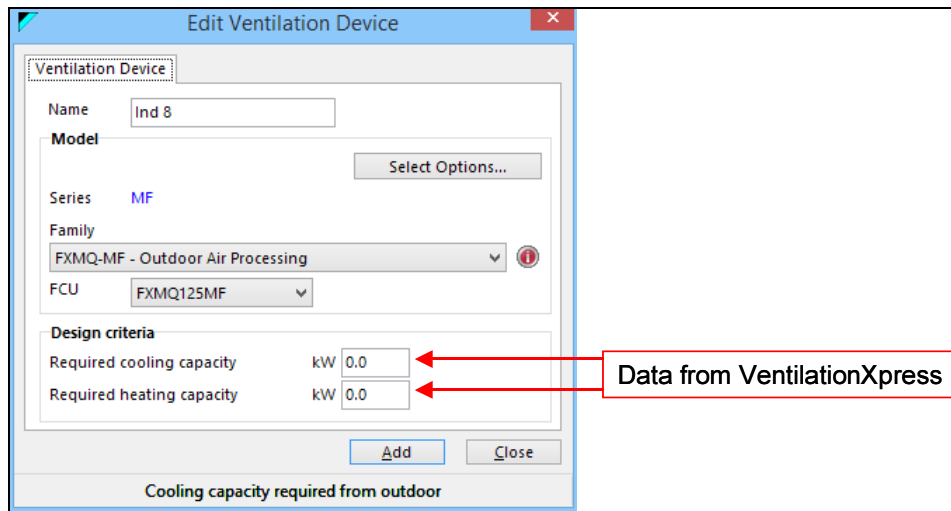 Edit Ventilation Device
Ventilation Device
Name Ind 8
Model
Select Options...
Series MF
Family
FXMQ-MF - Outdoor Air Processing
FCU FXMQ125MF
Design criteria
Required cooling capacity kW 0.0
Required heating capacity kW 0.0
Data from VentilationXpress
Add Close
Cooling capacity required from outdoor